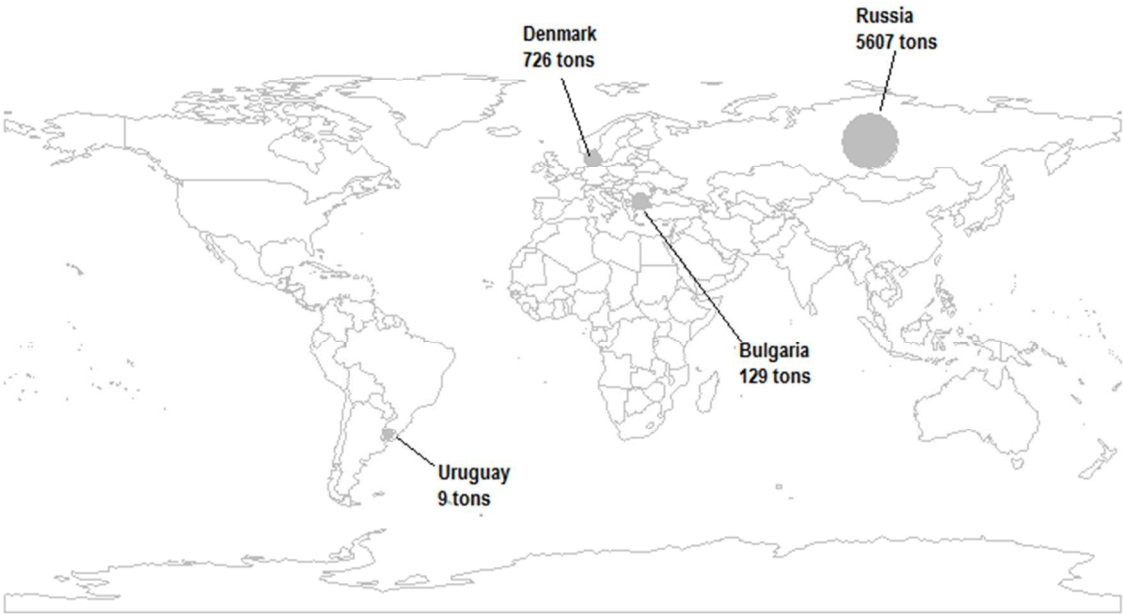 Russia
5607 tons
Denmark
726 tons
Bulgaria
129 tons
Uruguay
9 tons